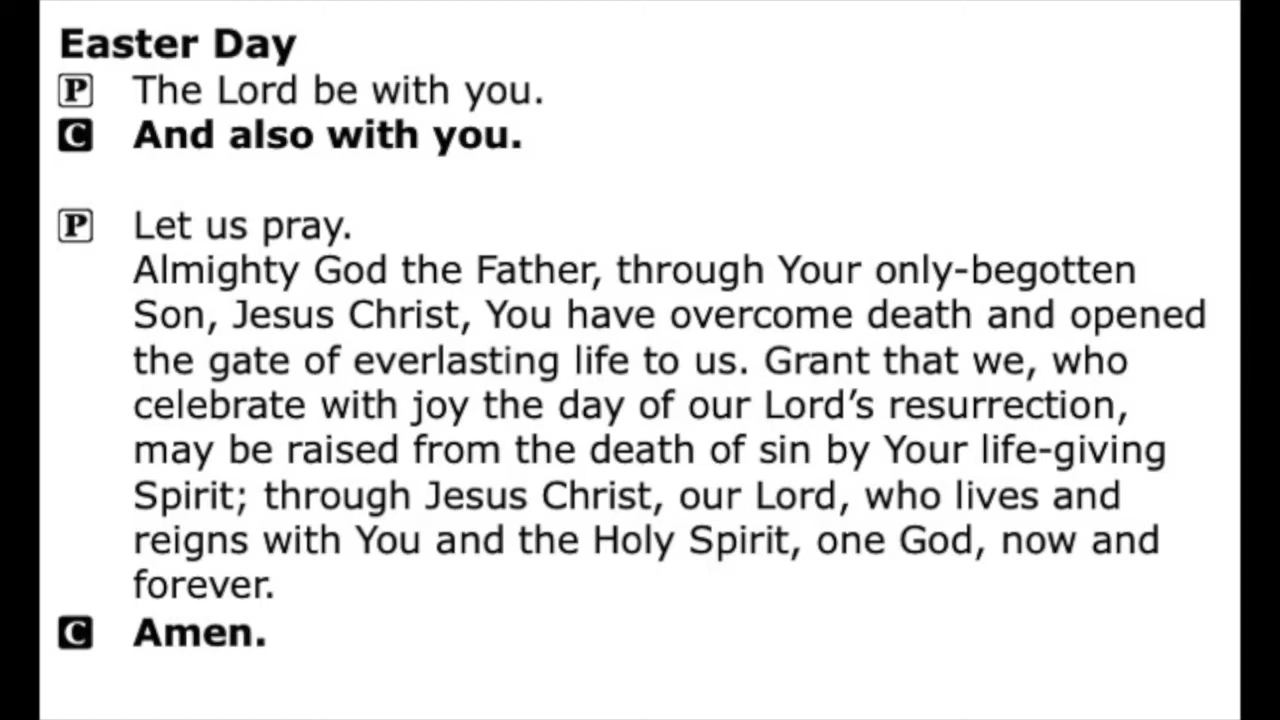 Easter Day
P The Lord be with you.
C And also with you.
P Let us pray.
Almighty God the Father, through Your only-begotten
Son, Jesus Christ, You have overcome death and opened
the gate of everlasting life to us. Grant that we, who
celebrate with joy the day of our Lord’s resurrection,
may be raised from the death of sin by Your life-giving
Spirit; through Jesus Christ, our Lord, who lives and
reigns with You and the Holy Spirit, one God, now and
forever.
C Amen.